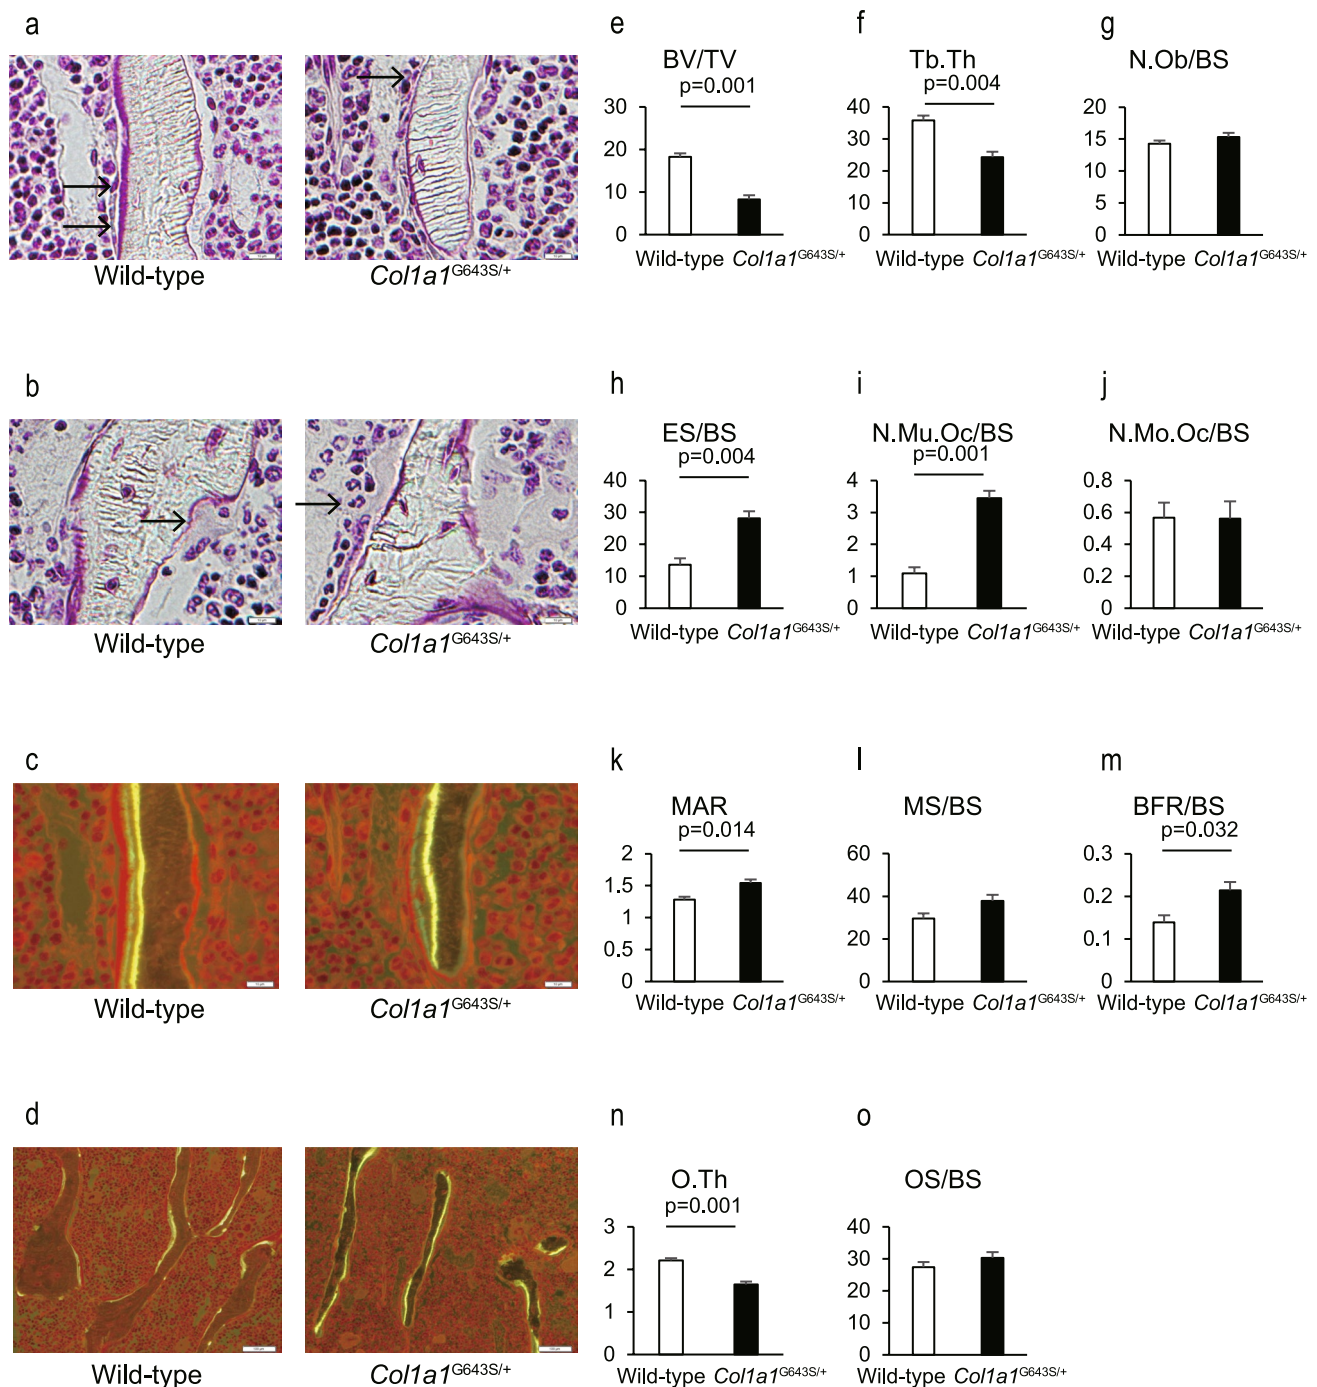 a
Wild-type
Col1a1G643S/+
e
BV/TV
p=0.001
30
20
10
0
Wild-type Col1a1G643S/+
f
Tb.Th
p=0.004
40
30
20
10
0
Wild-type Col1a1G643S/+
g
N.Ob/BS
20
15
10
5
0
Wild-type Col1a1G643S/+
b
Wild-type
Col1a1G643S/+
h
ES/BS
p=0.004
40
30
20
10
0
Wild-type Col1a1G643S/+
i
N.Mu.Oc/BS
p=0.001
4
3
2
1
0
Wild-type Col1a1G643S/+
j
N.Mo.Oc/BS
0.8
0.6
0.4
0.2
0
Wild-type Col1a1G643S/+
c
Wild-type
Col1a1G643S/+
k
MAR
p=0.014
2
1.5
1
0.5
0
Wild-type Col1a1G643S/+
l
MS/BS
60
40
20
0
Wild-type Col1a1G643S/+
m
BFR/BS
p=0.032
0.3
0.2
0.1
0
Wild-type Col1a1G643S/+
d
Wild-type
Col1a1G643S/+
n
O.Th
p=0.001
3
2
1
0
Wild-type Col1a1G643S/+
o
OS/BS
50
40
30
20
10
0
Wild-type Col1a1G643S/+